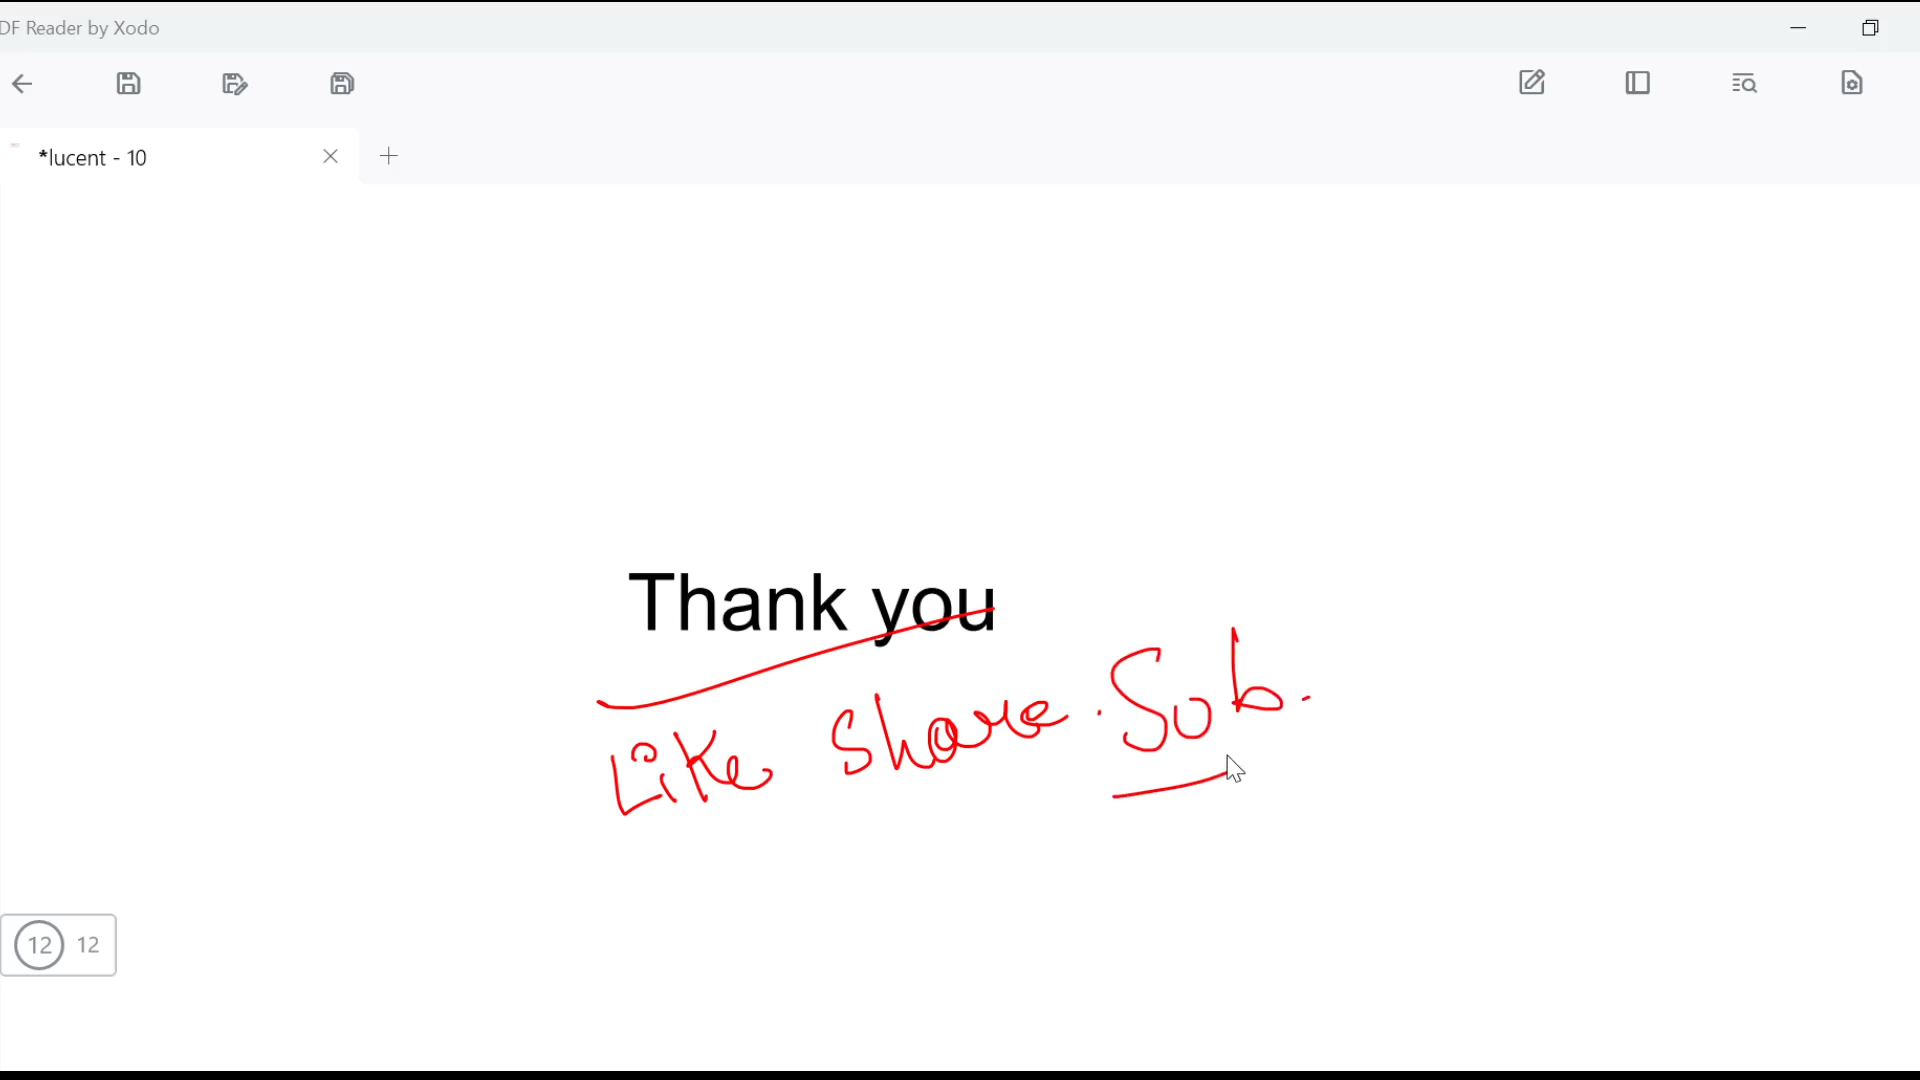 DF Reader by Xodo
*lucent - 10
Thank you
Like Share. Sub.
12 12